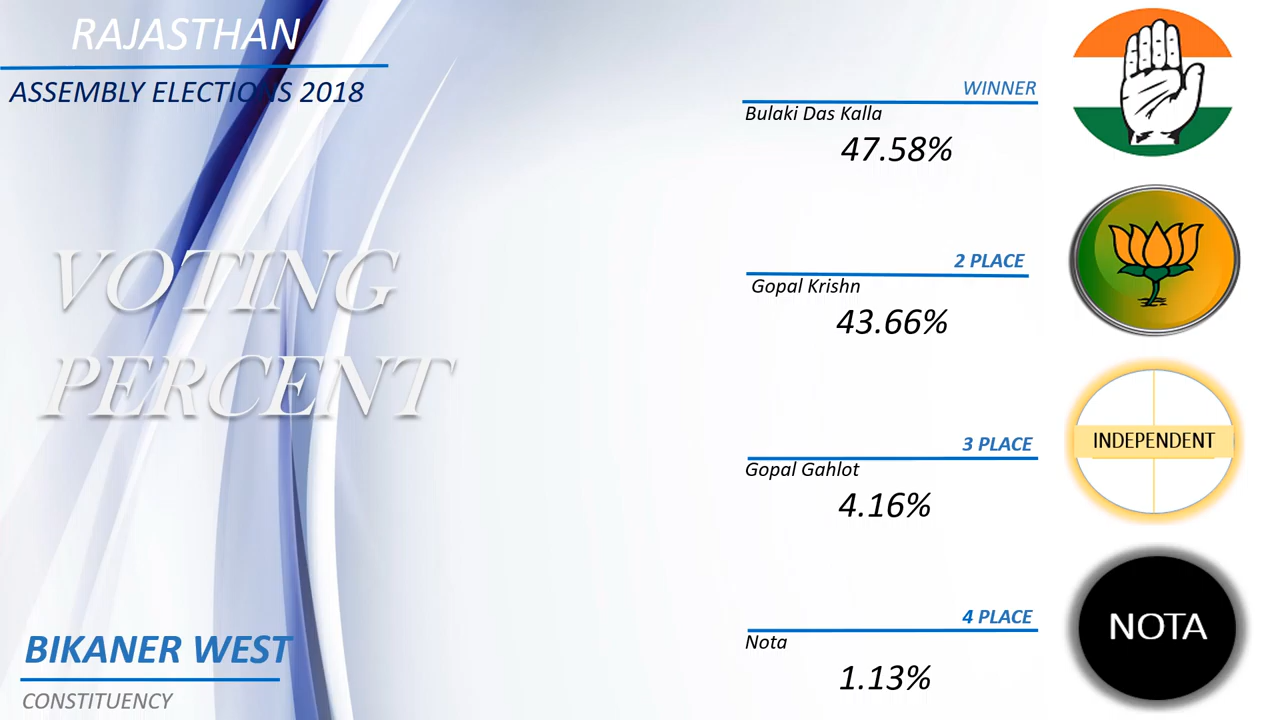 RAJASTHAN
ASSEMBLY ELECTIONS 2018
VOTING
PERCENT
BIKANER WEST
CONSTITUENCY
WINNER
Bulaki Das Kalla
47.58%
2 PLACE
Gopal Krishn
43.66%
3 PLACE
Gopal Gahlot
4.16%
INDEPENDENT
4 PLACE
Nota
1.13%
NOTA